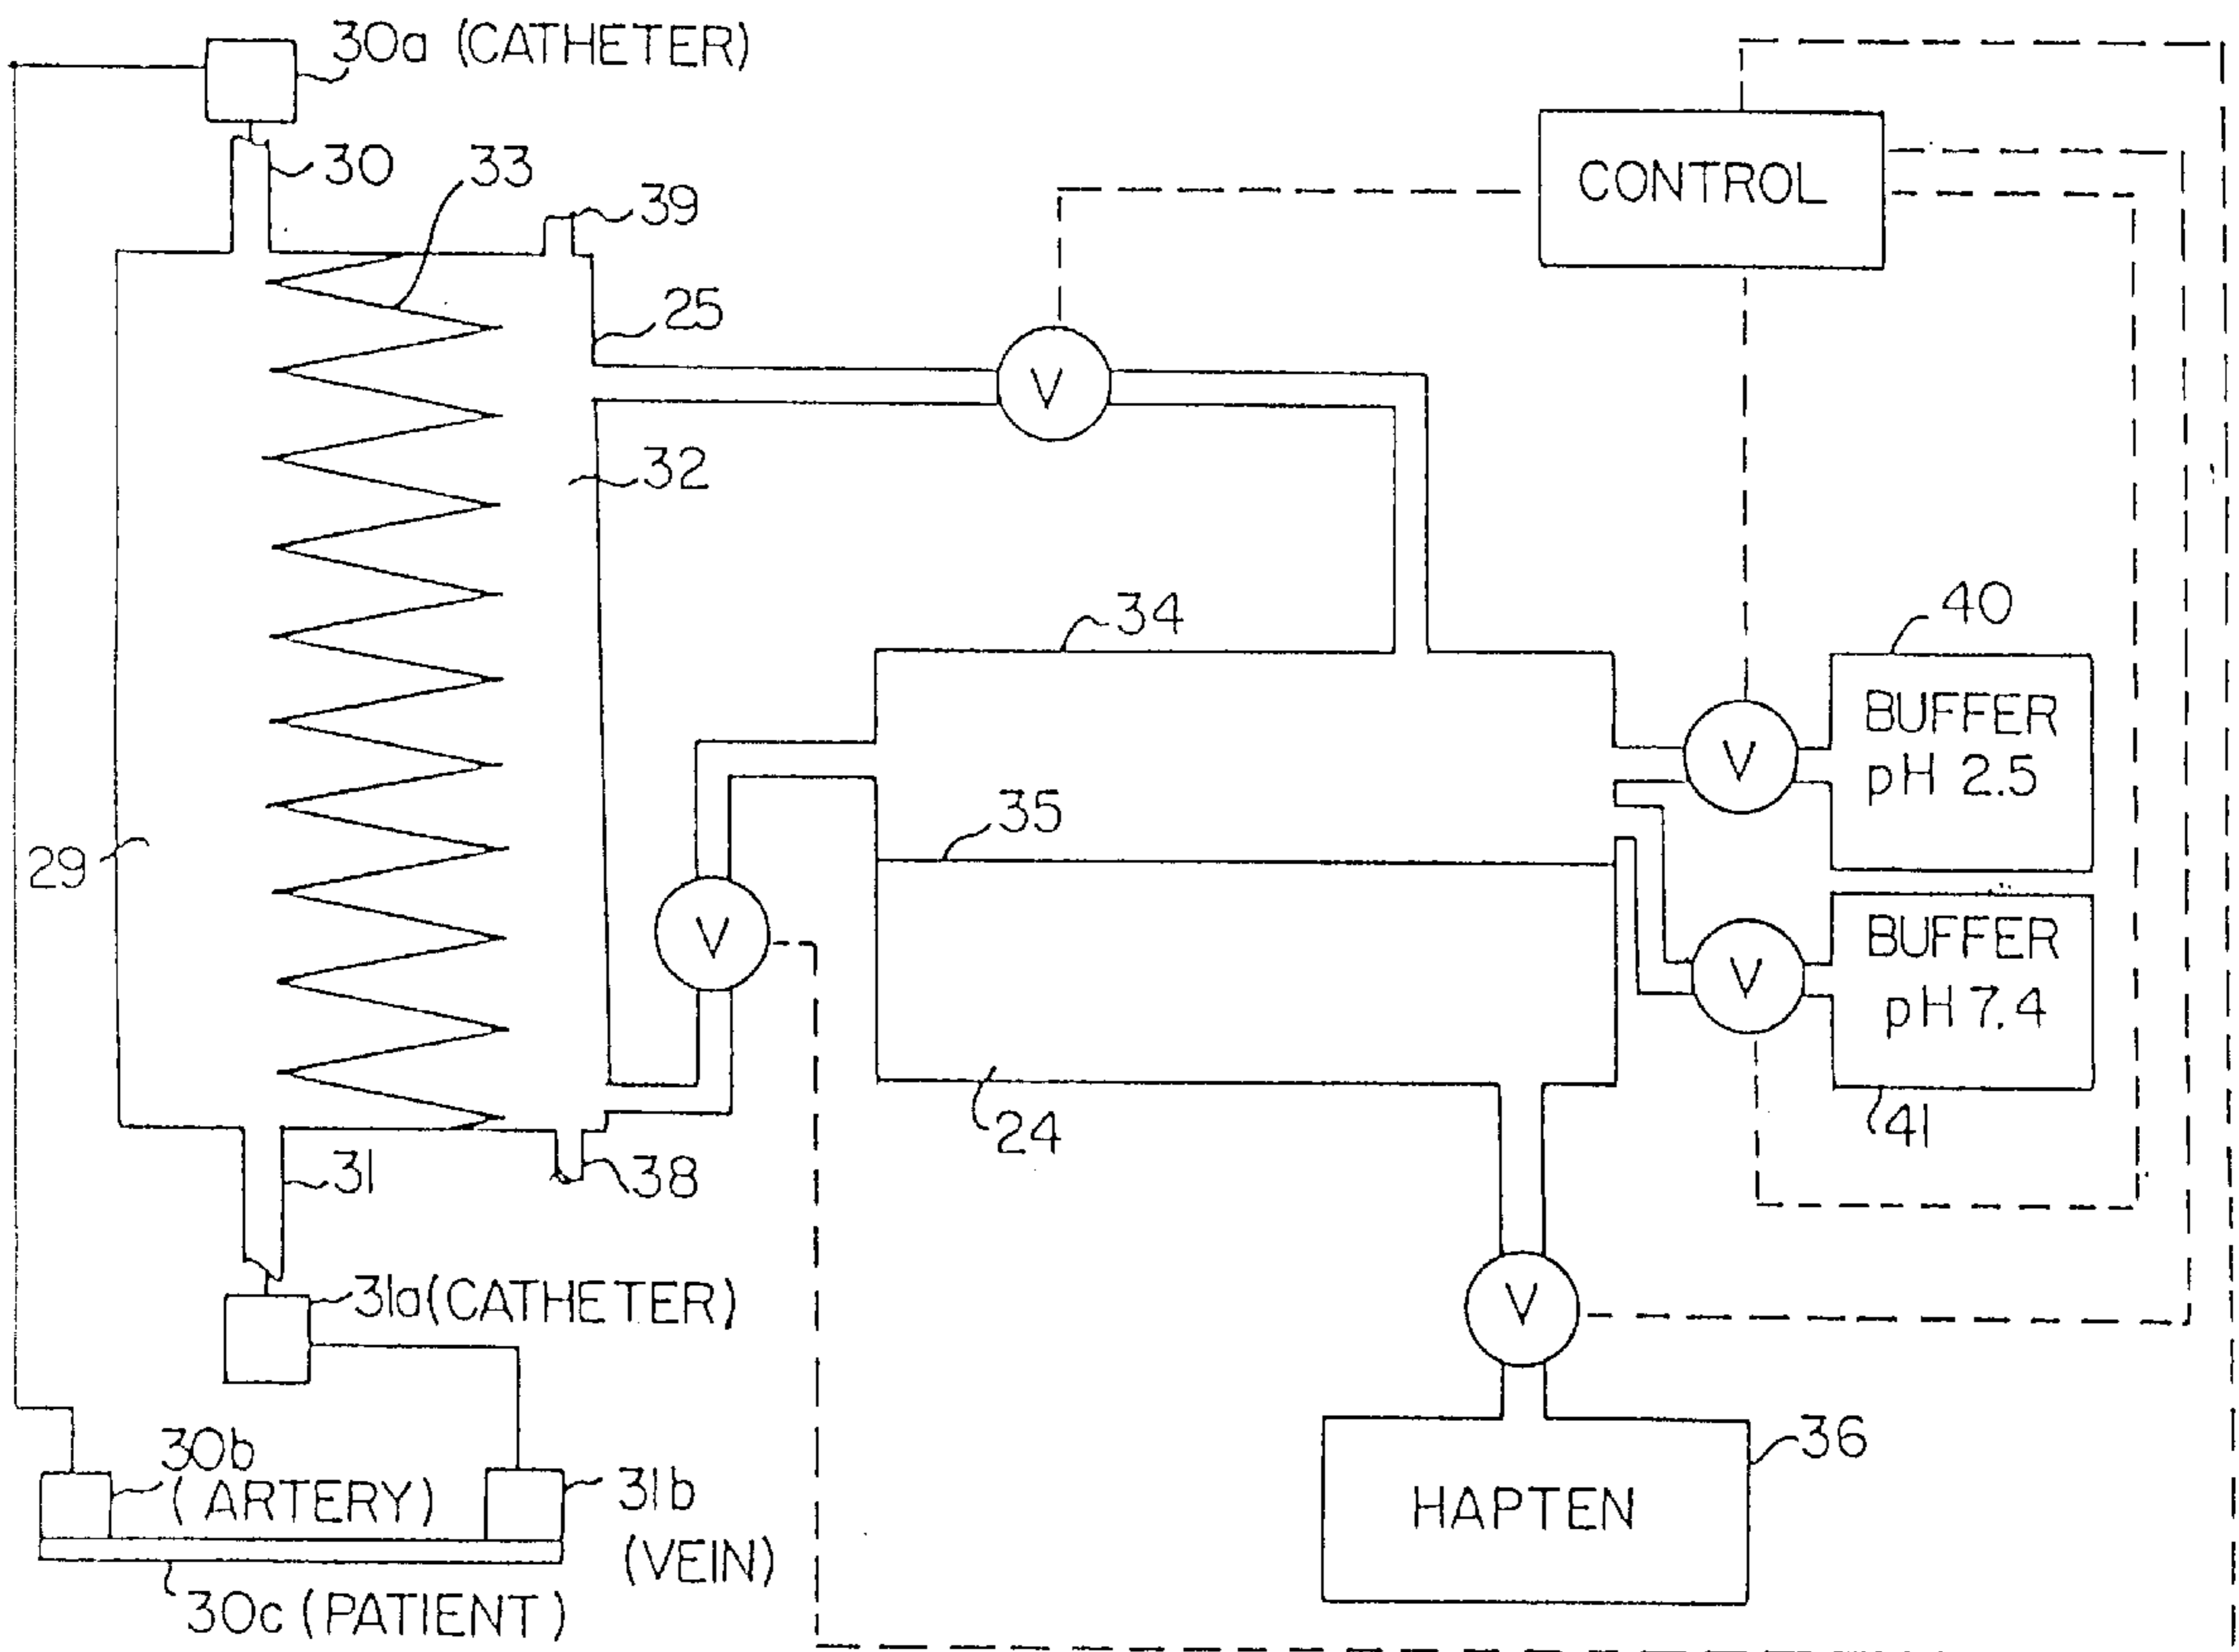 30a (CATHETER)
30
33
39
CONTROL
25
V
32
34
40
BUFFER
pH 2.5
V
35
29
V
BUFFER
pH 7.4
V
24
41
31
38
31a (CATHETER)
V
30b
(ARTERY)
31b
(VEIN)
36
HAPTEN
30c (PATIENT)